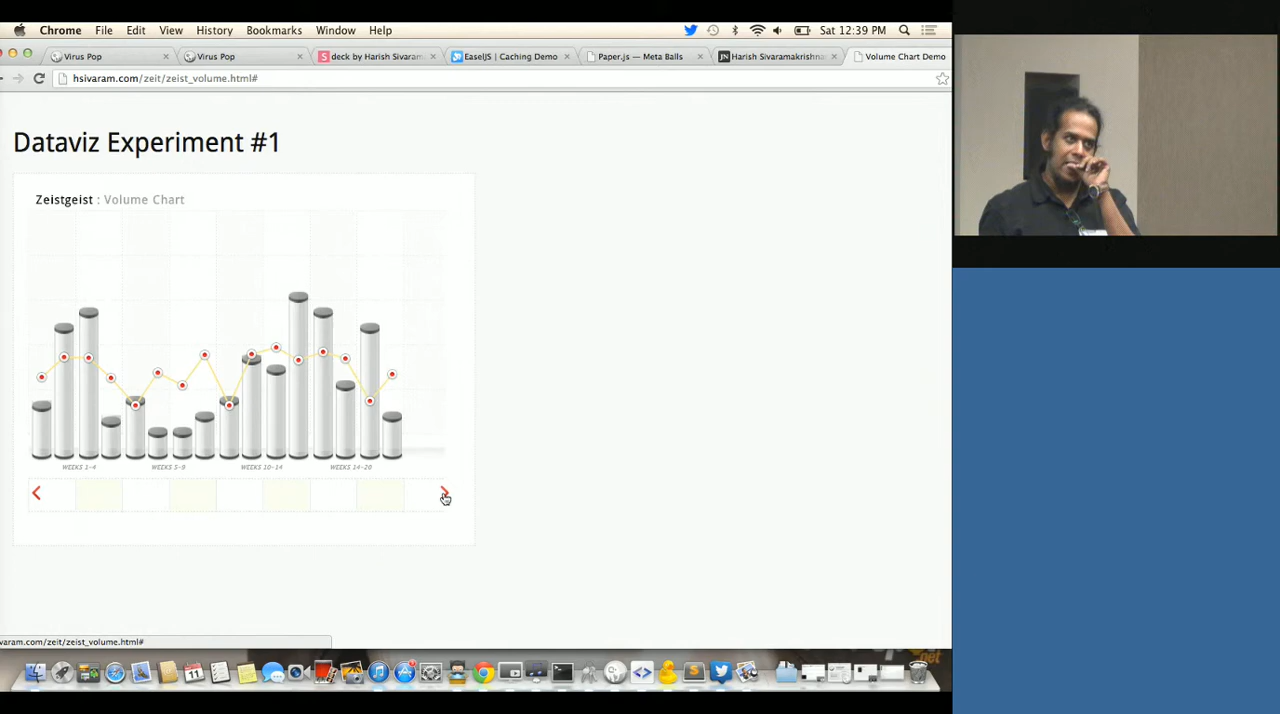 Chrome File Edit View History Bookmarks Window Help Sat 12:39 PM
Virus Pop Virus Pop deck by Harish Sivaram EaselJS | Caching Demo Paper.js — Meta Balls Harish Sivaramakrishna Volume Chart Demo
hsivaram.com/zeit/zeist_volume.html#
Dataviz Experiment #1
Zeistgeist : Volume Chart
WEEKS 1-4 WEEKS 5-9 WEEKS 10-14 WEEKS 14-20
ivaram.com/zeit/zeist_volume.html#